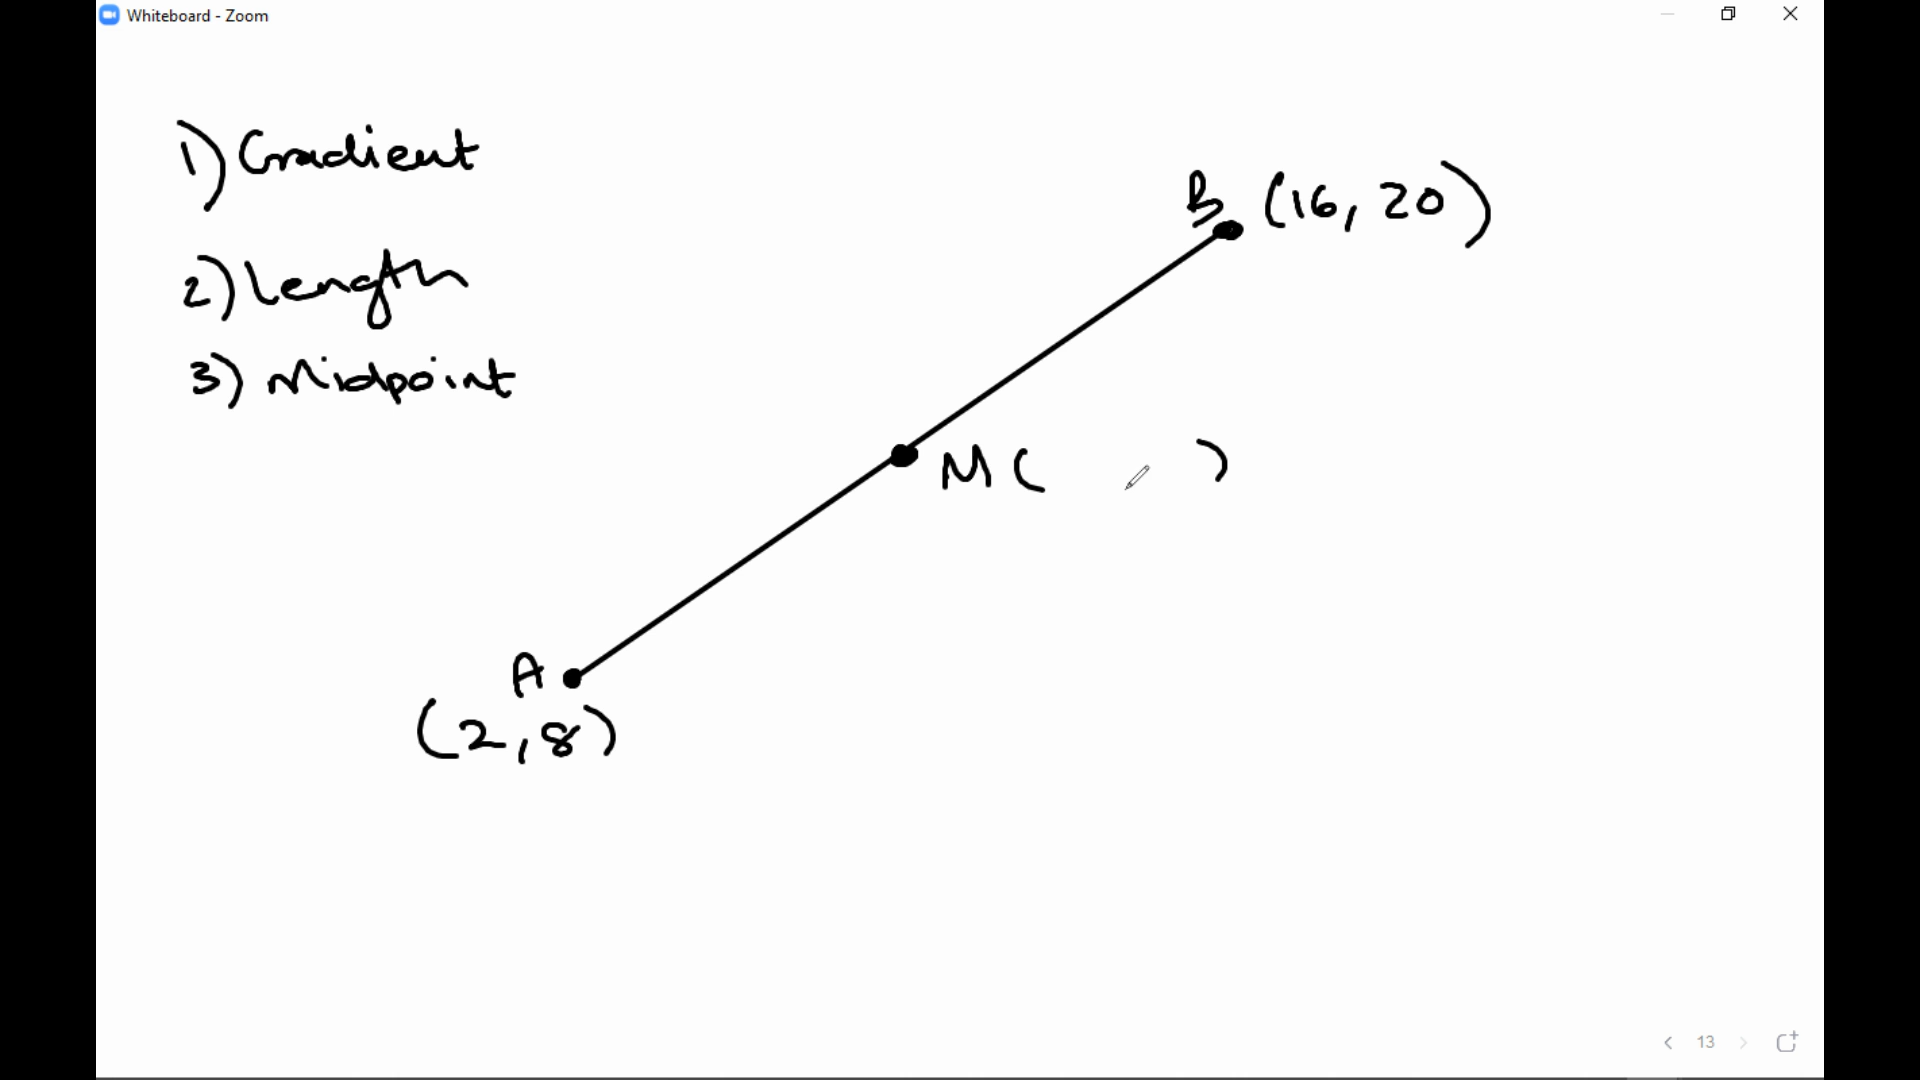 Whiteboard - Zoom
1) Gradient
2) Length
3) Midpoint
B (16, 20)
M ( )
A
(2, 8)
13